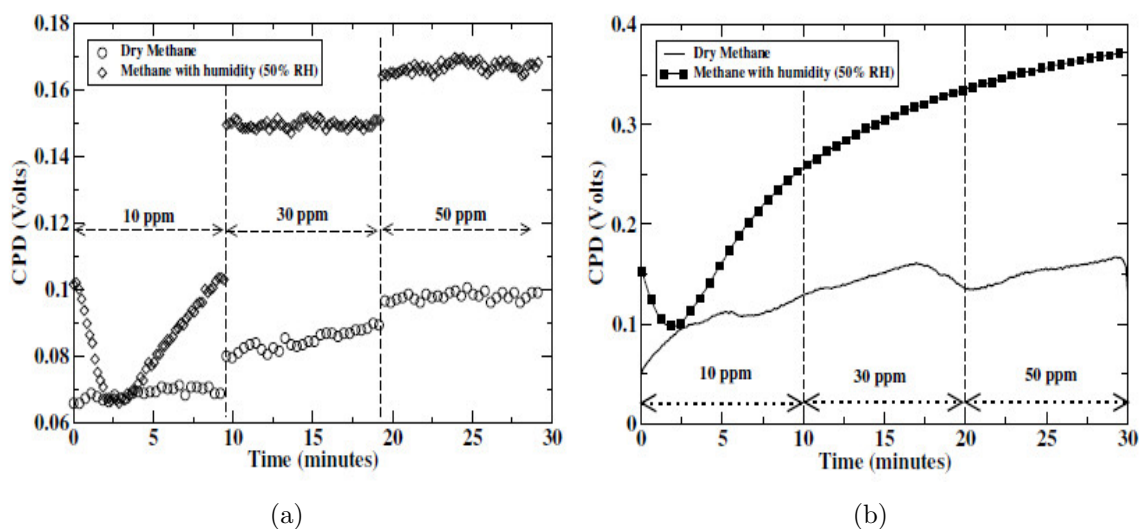 0.18
0.16
0.14
0.12
0.1
0.08
0.06
CPD (Volts)
Dry Methane
Methane with humidity (50% RH)
10 ppm
30 ppm
50 ppm
0
5
10
15
20
25
30
Time (minutes)
(a)
0.4
0.3
0.2
0.1
0
CPD (Volts)
Dry Methane
Methane with humidity (50% RH)
10 ppm
30 ppm
50 ppm
0
5
10
15
20
25
30
Time (minutes)
(b)